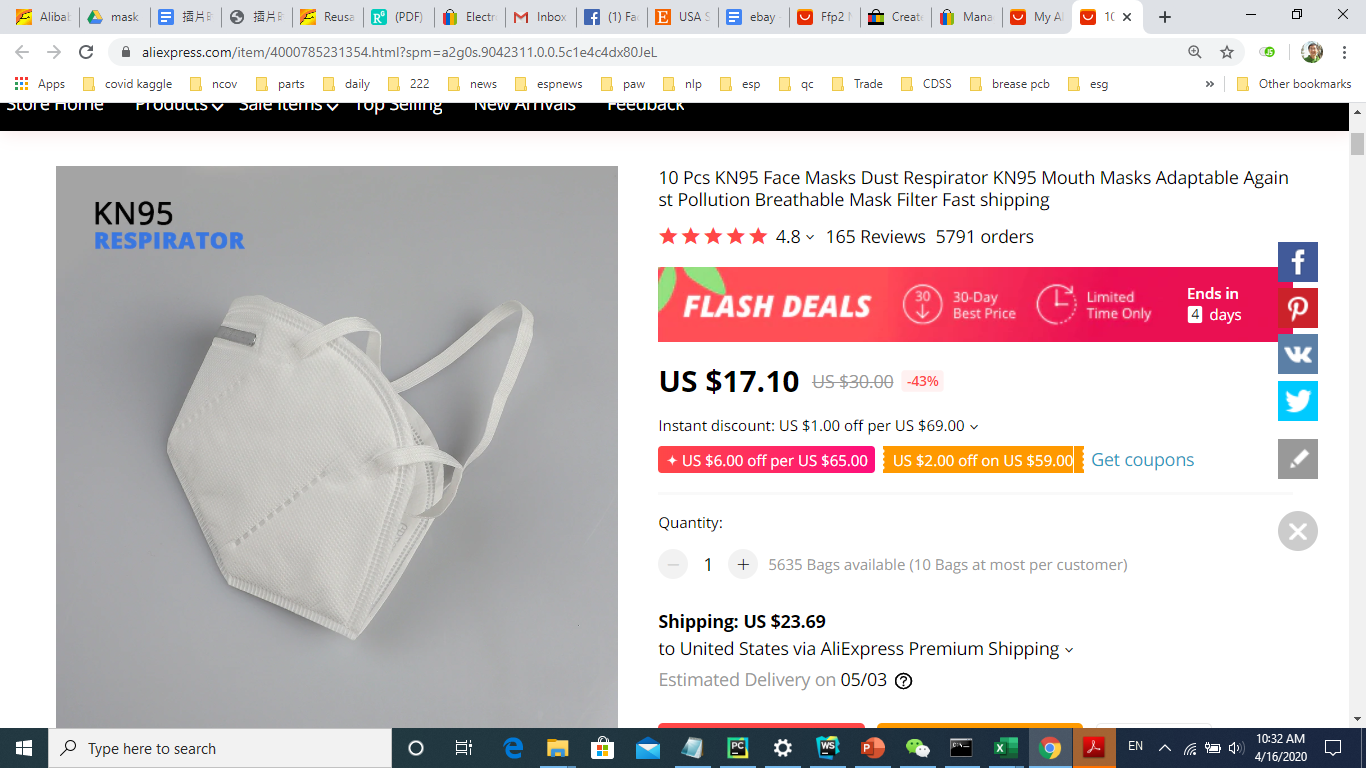 Alibab
mask
插片式
插片式
Reusa
(PDF)
Electr
Inbox
(1) Fa
USA S
ebay
Ffp2 M
Creat
Mana
My Al
10
aliexpress.com/item/4000785231354.html?spm=a2g0s.9042311.0.0.5c1e4c4dx80JeL
Apps covid kaggle ncov parts daily 222 news espnews paw nlp esp qc Trade CDSS brease pcb esg » Other bookmarks
Store Home Products Sale Items Top Selling New Arrivals Feedback
KN95
RESPIRATOR
10 Pcs KN95 Face Masks Dust Respirator KN95 Mouth Masks Adaptable Again
st Pollution Breathable Mask Filter Fast shipping
4.8 165 Reviews 5791 orders
FLASH DEALS
30
30-Day
Best Price
Limited
Time Only
Ends in
4 days
US $17.10 US $30.00 -43%
Instant discount: US $1.00 off per US $69.00
US $6.00 off per US $65.00 US $2.00 off on US $59.00 Get coupons
Quantity:
1 5635 Bags available (10 Bags at most per customer)
Shipping: US $23.69
to United States via AliExpress Premium Shipping
Estimated Delivery on 05/03
Type here to search
EN
10:32 AM
4/16/2020